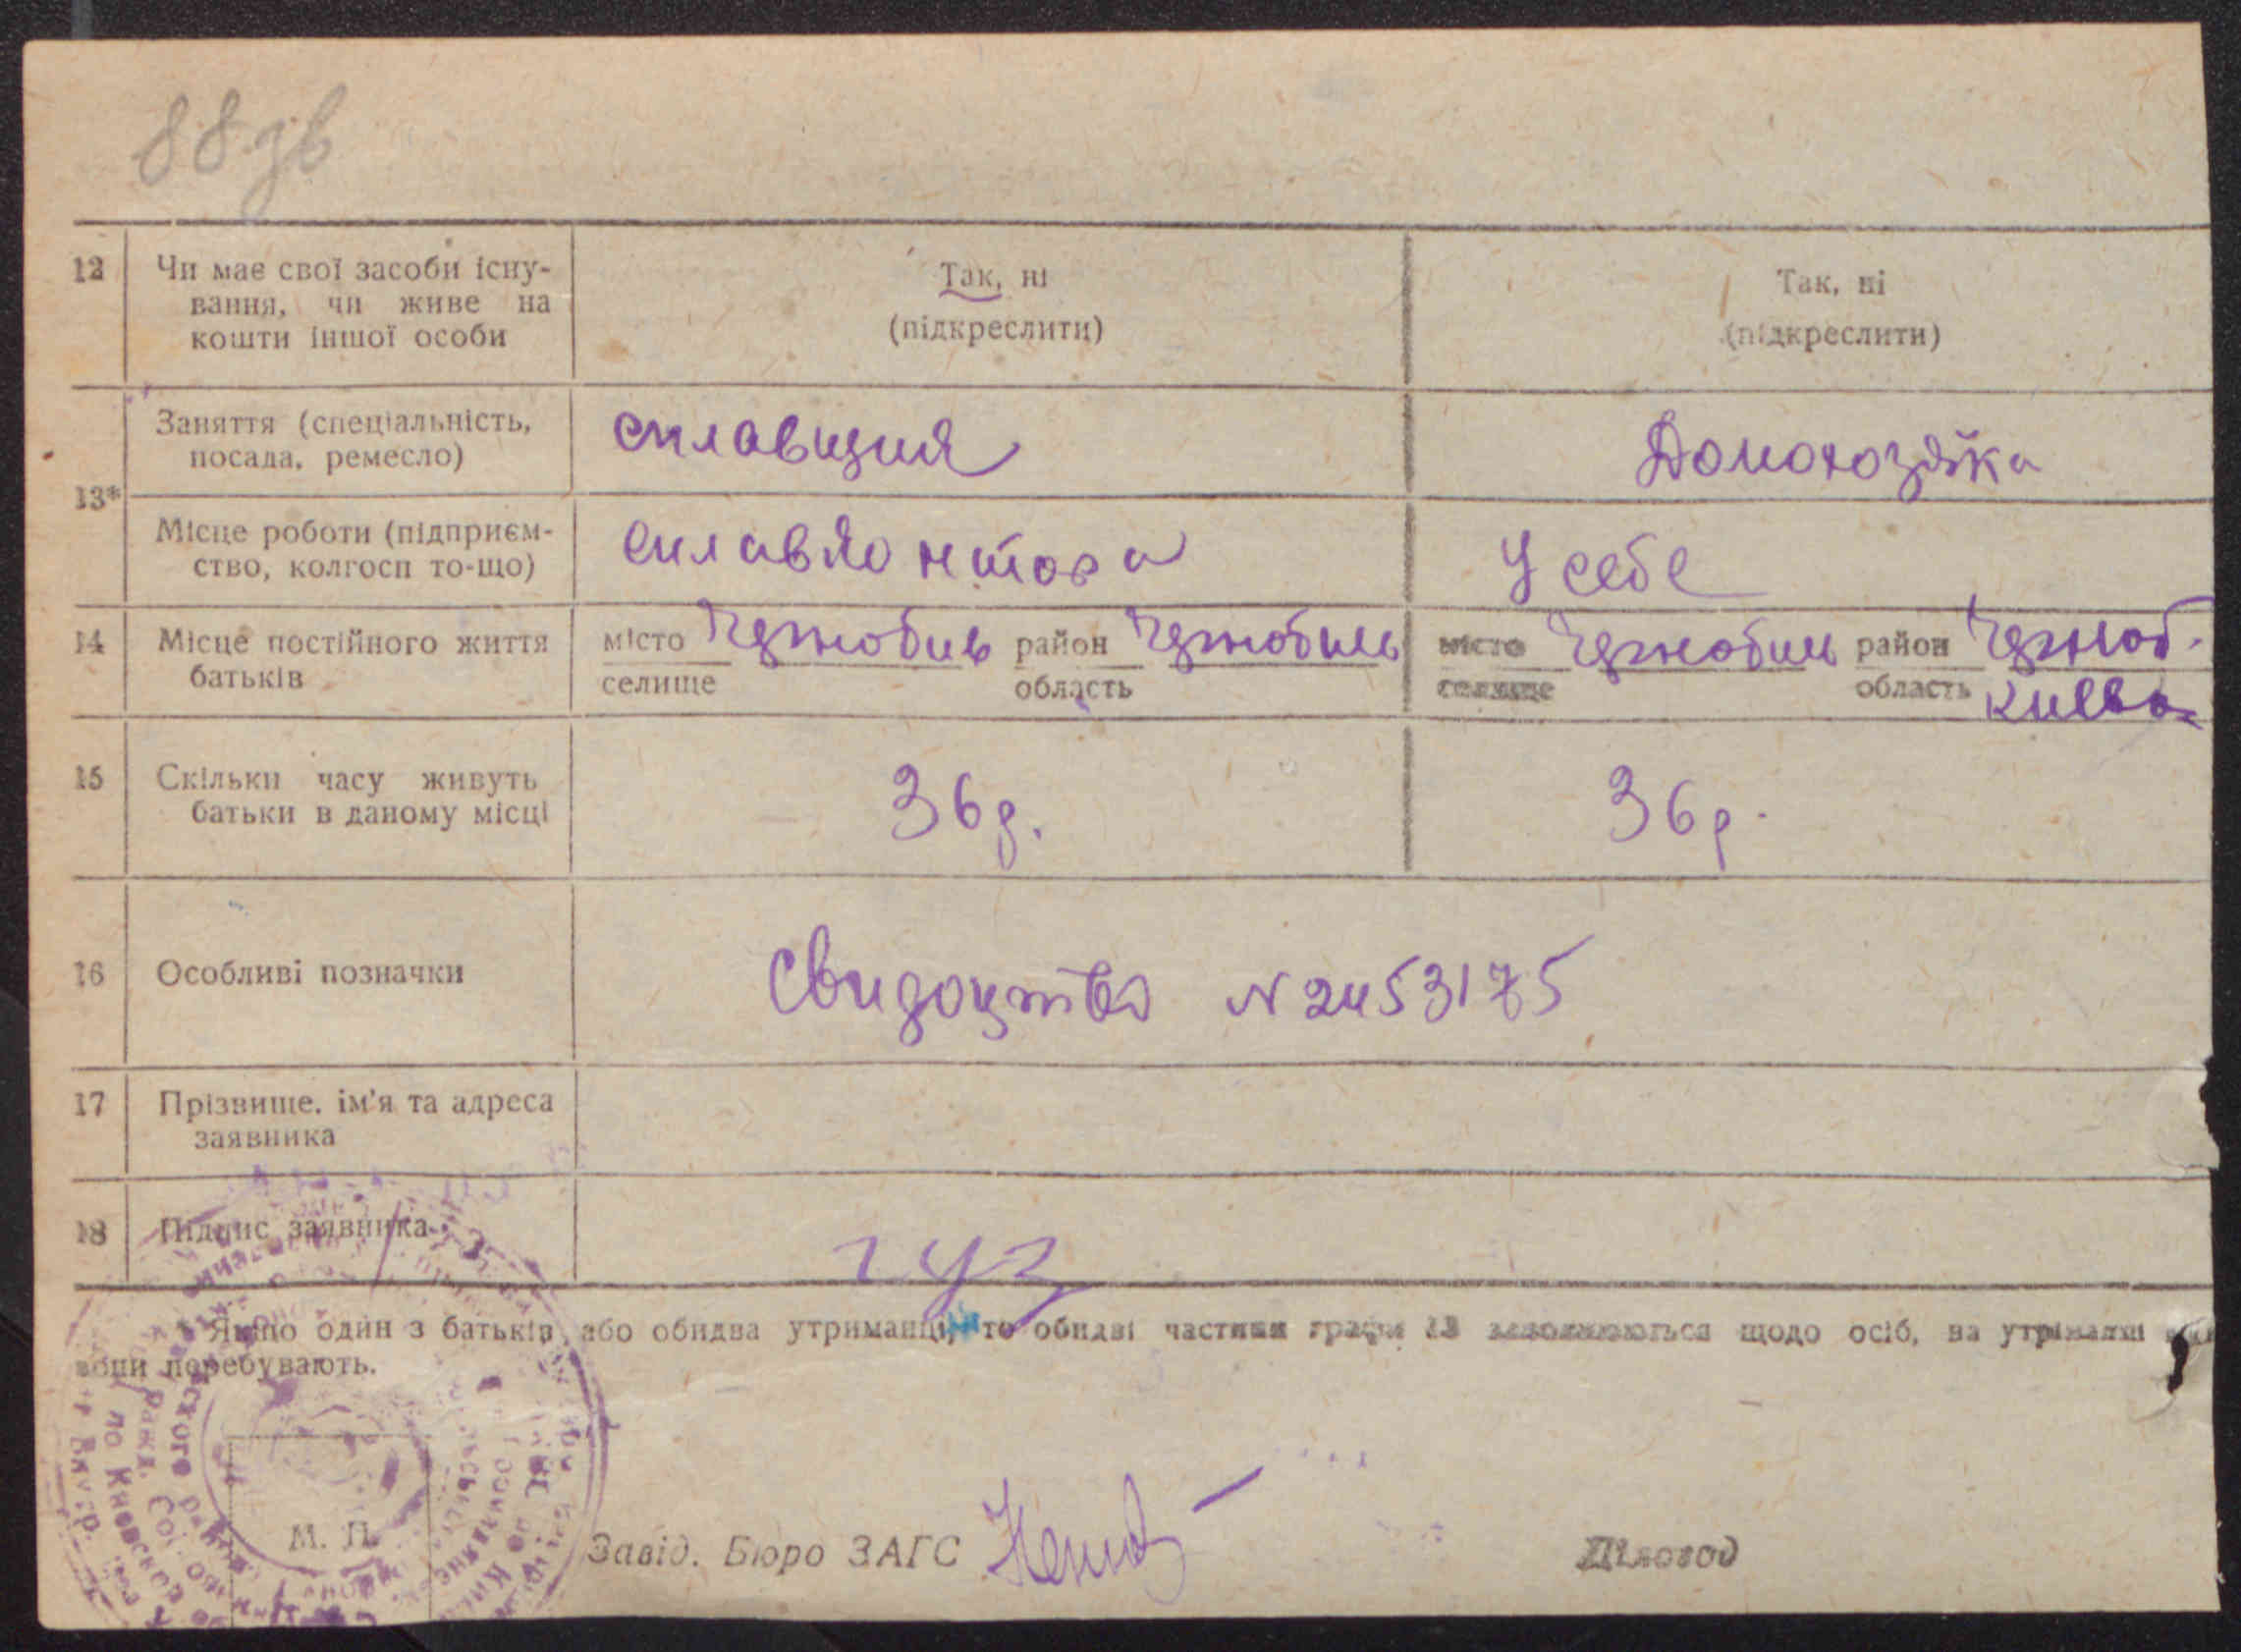 88 зв
12 Чи має свої засоби існу-
вання, чи живе на
кошти іншої особи
Так, ні
(підкреслити)
Так, ні
(підкреслити)
13*
Заняття (спеціальність,
посада, ремесло)
сплавщик
Домохозяйка
Місце роботи (підприєм-
ство, колгосп то-що)
У себе
14 Місце постійного життя
батьків
місто Чернобиль район Чернобиль
селище область
місто Чернобиль район Черноб.
селище область Київ
15 Скільки часу живуть
батьки в даному місці
36 р.
36 р.
16 Особливі позначки
Свидоцтво N 2453175
17 Прізвище, ім'я та адреса
заявника
18 Підпис заявника
гуз
Якщо один з батьків або обидва утриманці, то обидві частини графи 13 заповнюються щодо осіб, на утриманні
вони перебувають.
М. П.
Завід. Бюро ЗАГС
Діловод